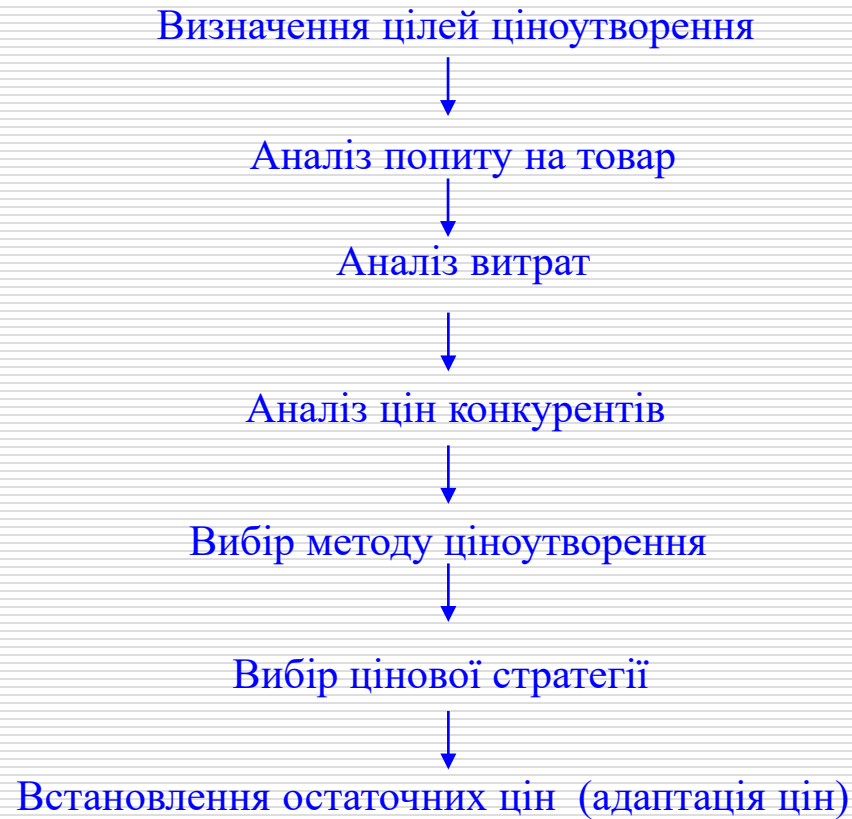 Визначення цілей ціноутворення
Аналіз попиту на товар
Аналіз витрат
Аналіз цін конкурентів
Вибір методу ціноутворення
Вибір цінової стратегії
Встановлення остаточних цін (адаптація цін)